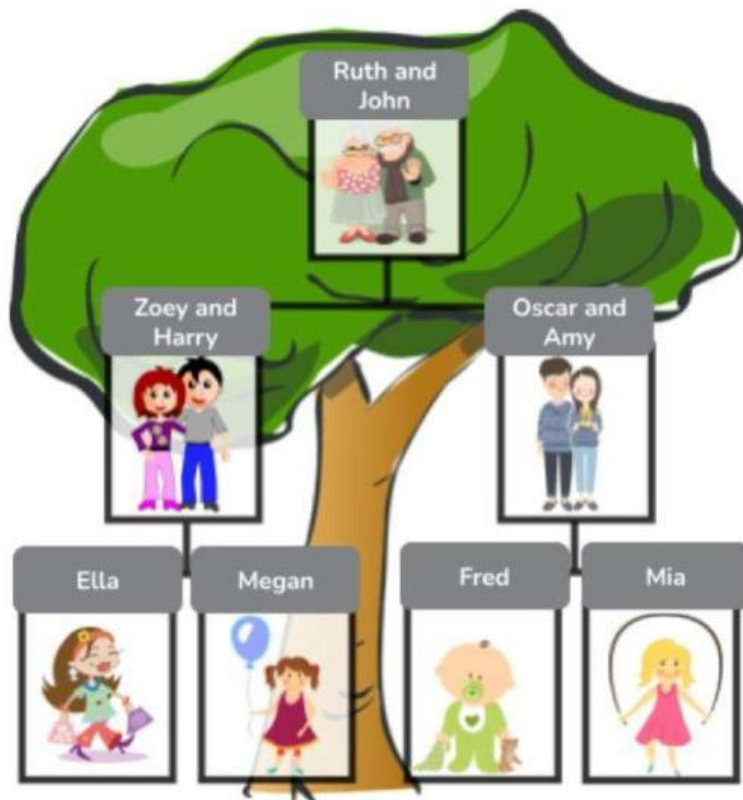 Ruth and
John
Zoey and
Harry
Oscar and
Amy
Ella
Megan
Fred
Mia